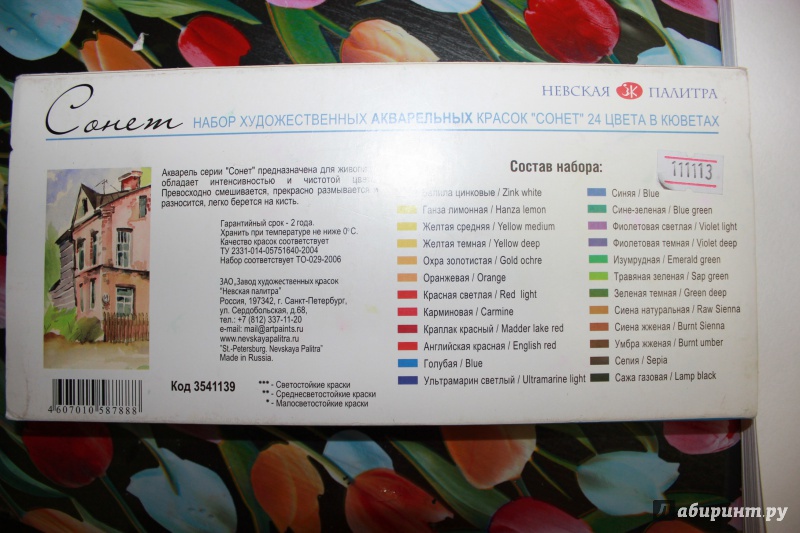 Сонет
НЕВСКАЯ ЗК ПАЛИТРА
НАБОР ХУДОЖЕСТВЕННЫХ АКВАРЕЛЬНЫХ КРАСОК "СОНЕТ" 24 ЦВЕТА В КЮВЕТАХ
Акварель серии "Сонет" предназначена для
обладает интенсивностью и чистотой
Превосходно смешивается, прекрасно размывается и
разносится, легко берется на кисть.
Гарантийный срок - 2 года.
Хранить при температуре не ниже 0°С.
Качество красок соответствует
ТУ 2331-014-05751640-2004
Набор соответствует ТО-029-2006
ЗАО„Завод художественных красок
"Невская палитра"
Россия, 197342, г. Санкт-Петербург,
ул. Сердобольская, д.68,
тел.: +7 (812) 337-11-20
e-mail: mail@artpaints.ru
www.nevskayapalitra.ru
"St.-Petersburg, Nevskaya Palitra"
Made in Russia.
4607010587888
Код 3541139
*** - Светостойкие краски
** - Среднесветостойкие краски
* - Малосветостойкие краски
Состав набора:
111113
цинковые / Zink white
Ганза лимонная / Hanza lemon
Желтая средняя / Yellow medium
Желтая темная / Yellow deep
Охра золотистая / Gold ochre
Оранжевая / Orange
Красная светлая / Red light
Карминовая / Carmine
Краплак красный / Madder lake red
Английская красная / English red
Голубая / Blue
Ультрамарин светлый / Ultramarine light
Синяя / Blue
Сине-зеленая / Blue green
Фиолетовая светлая / Violet light
Фиолетовая темная / Violet deep
Изумрудная / Emerald green
Травяная зеленая / Sap green
Зеленая темная / Green deep
Сиена натуральная / Raw Sienna
Сиена жженая / Burnt Sienna
Умбра жженая / Burnt umber
Сепия / Sepia
Сажа газовая / Lamp black
Лабиринт.ру